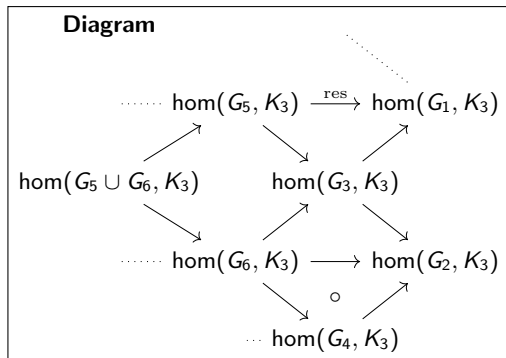 Diagram
res
hom(G₅, K₃) hom(G₁, K₃)
hom(G₅ ∪ G₆, K₃) hom(G₃, K₃)
hom(G₆, K₃) hom(G₂, K₃)
hom(G₄, K₃)